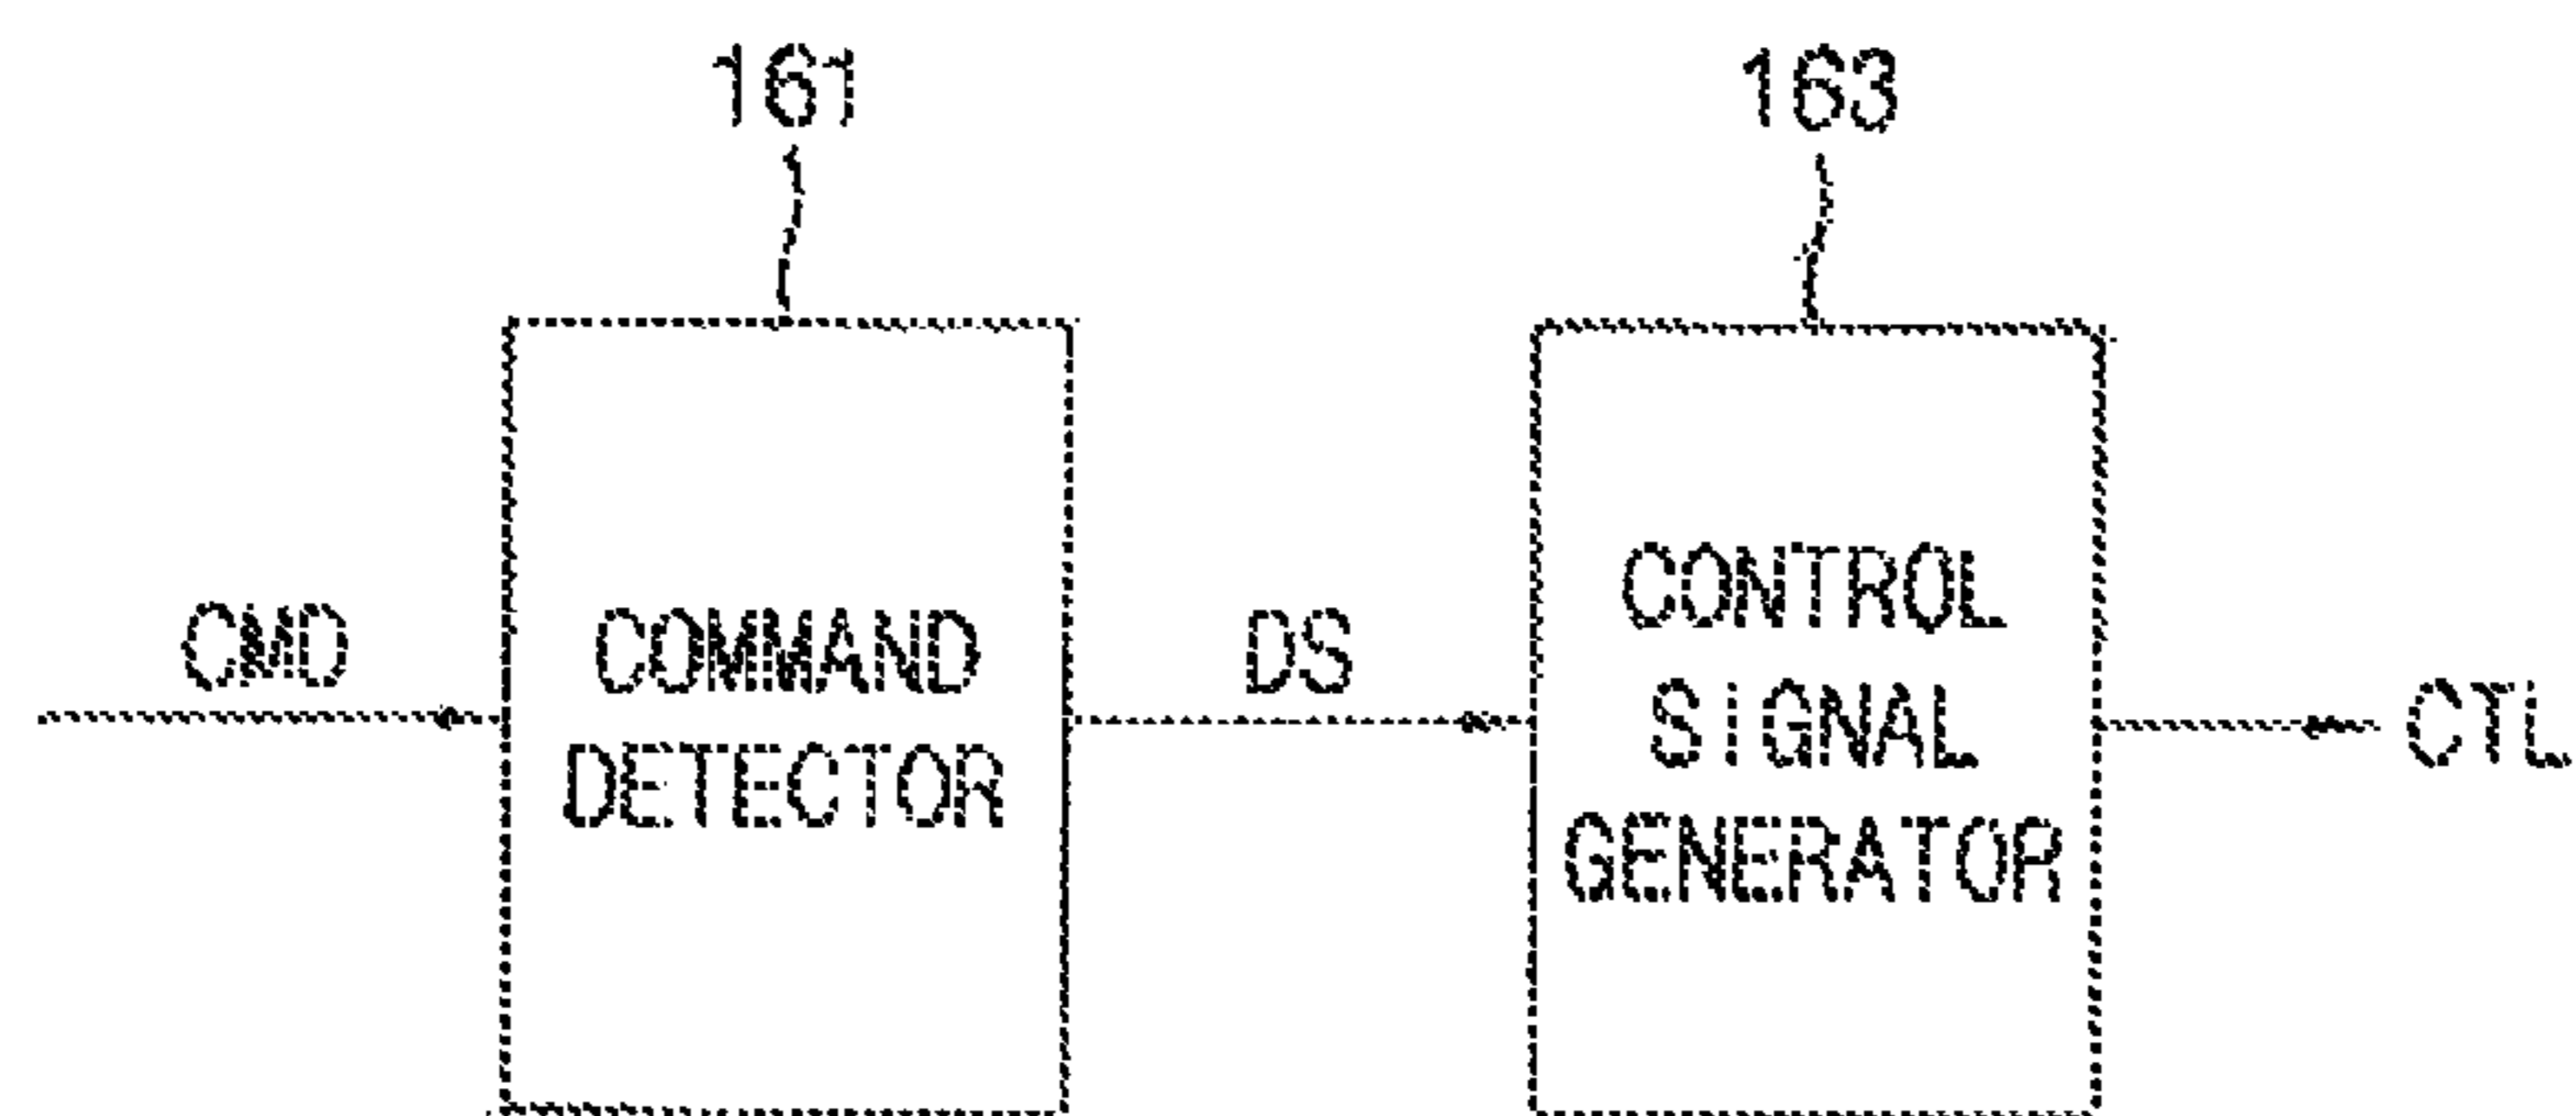 161
163
CMD
COMMAND
DETECTOR
DS
CONTROL
SIGNAL
GENERATOR
CTL